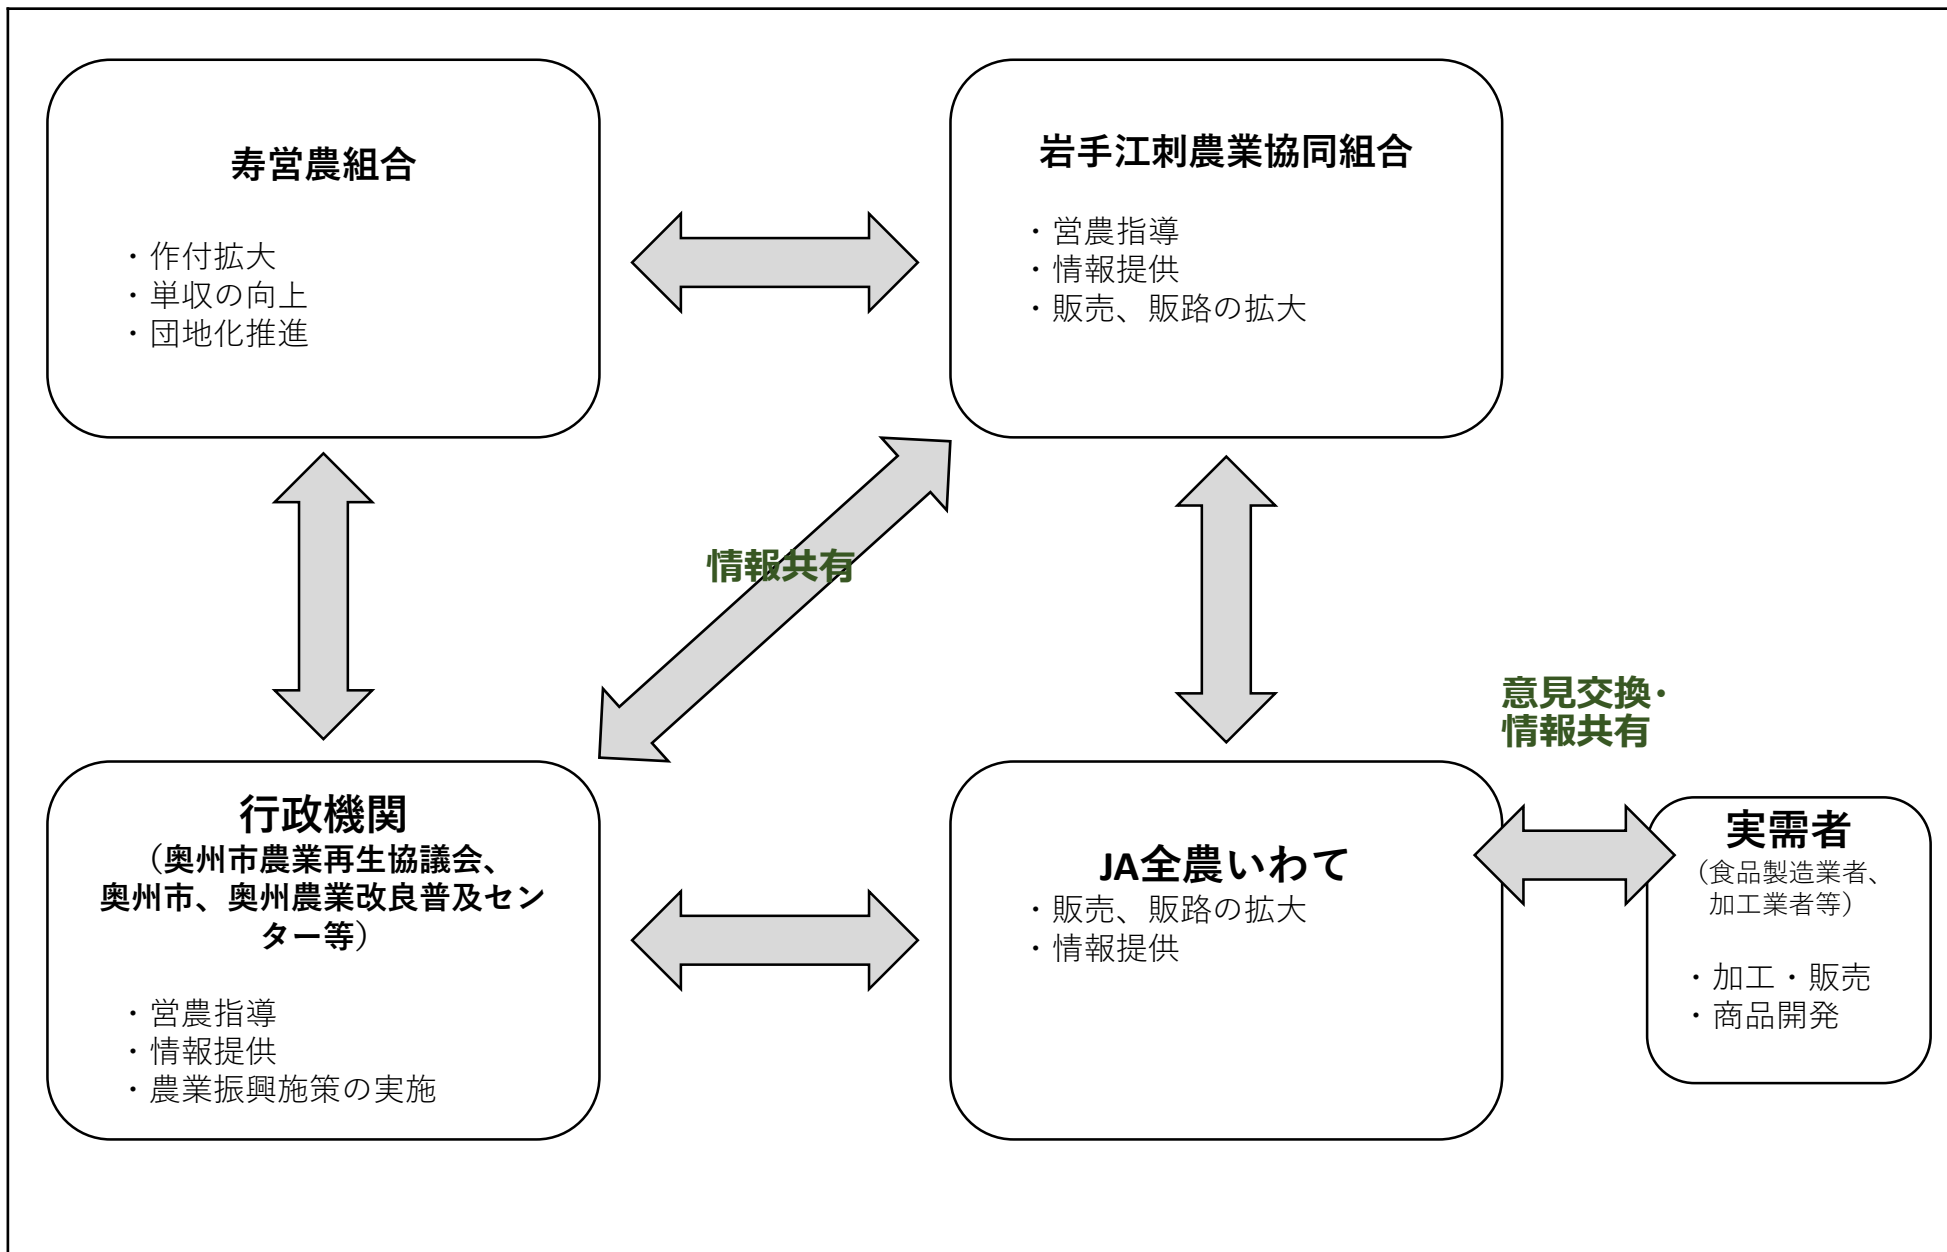 寿営農組合
・作付拡大
・単収の向上
・団地化推進
岩手江刺農業協同組合
・営農指導
・情報提供
・販売、販路の拡大
情報共有
行政機関
（奥州市農業再生協議会、
奥州市、奥州農業改良普及セン
ター等）
・営農指導
・情報提供
・農業振興施策の実施
JA全農いわて
・販売、販路の拡大
・情報提供
意見交換・
情報共有
実需者
（食品製造業者、
加工業者等）
・加工・販売
・商品開発